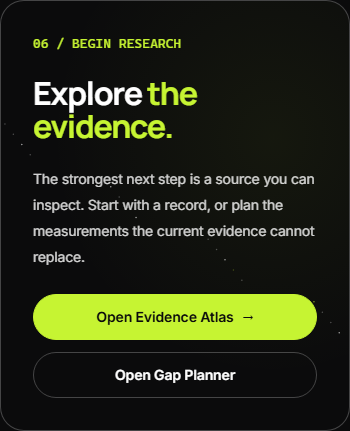 06 / BEGIN RESEARCH
Explore the
evidence.
The strongest next step is a source you can
inspect. Start with a record, or plan the
measurements the current evidence cannot
replace.
Open Evidence Atlas →
Open Gap Planner